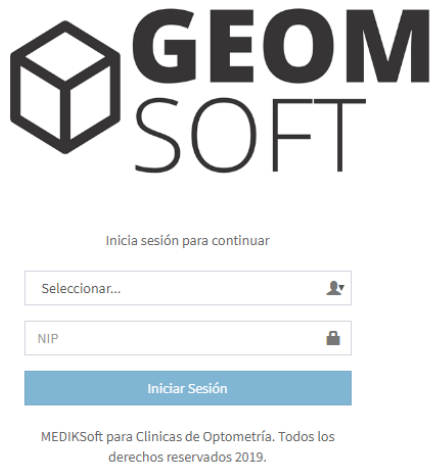 GEOM
SOFT
Inicia sesión para continuar
Seleccionar...
NIP
Iniciar Sesión
MEDIKSoft para Clinicas de Optometría. Todos los
derechos reservados 2019.